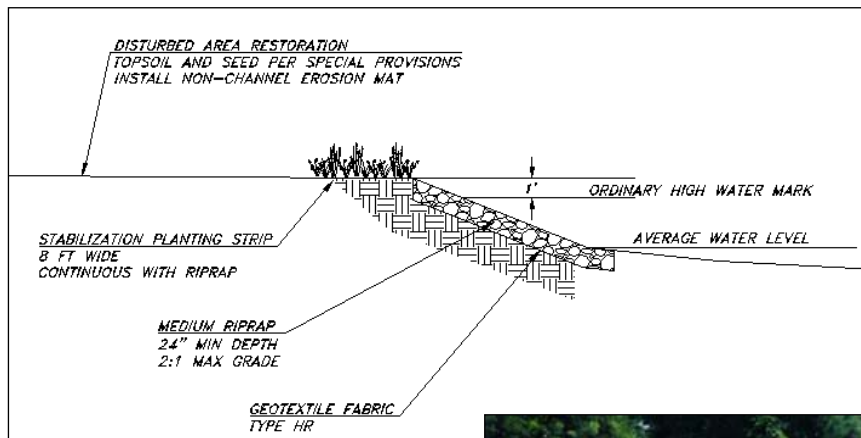 DISTURBED AREA RESTORATION
TOPSOIL AND SEED PER SPECIAL PROVISIONS
INSTALL NON-CHANNEL EROSION MAT
1'
ORDINARY HIGH WATER MARK
AVERAGE WATER LEVEL
STABILIZATION PLANTING STRIP
8 FT WIDE
CONTINUOUS WITH RIPRAP
MEDIUM RIPRAP
24" MIN DEPTH
2:1 MAX GRADE
GEOTEXTILE FABRIC
TYPE HR